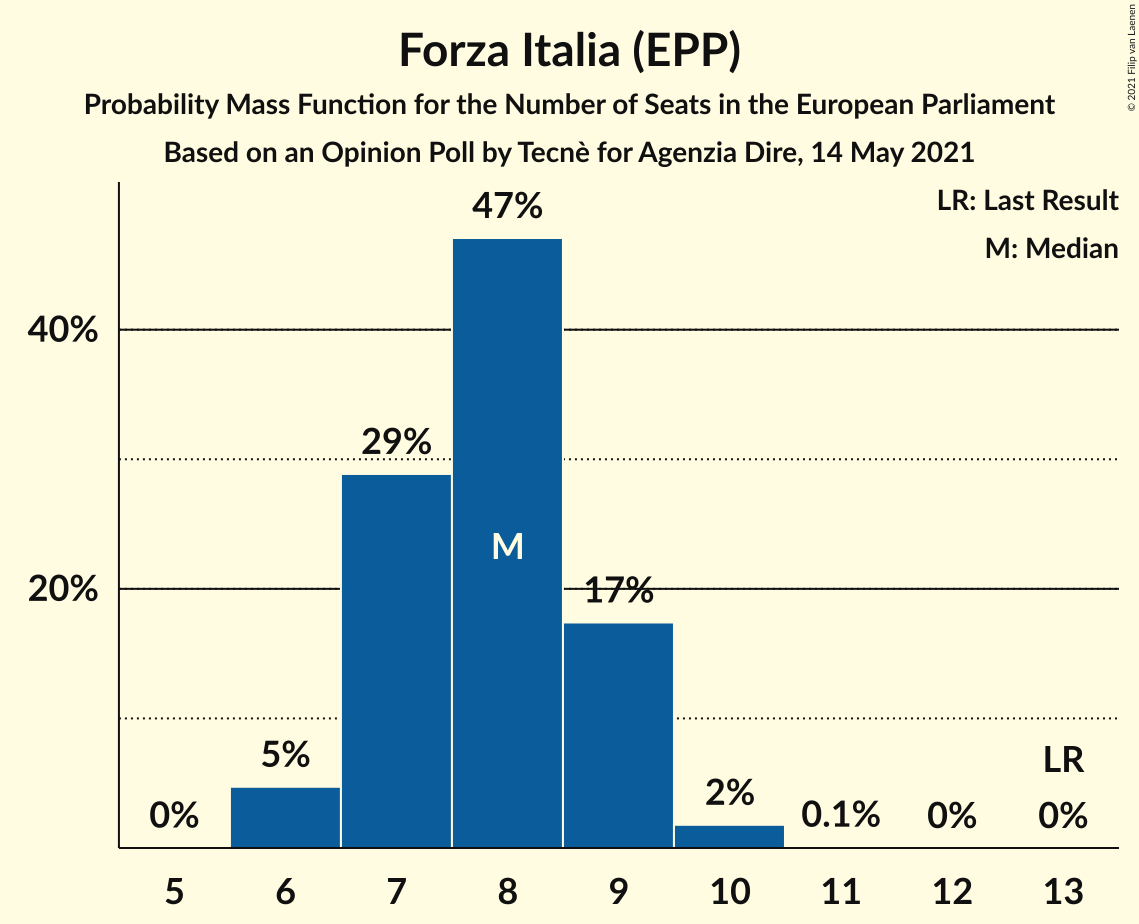 Forza Italia (EPP)
Probability Mass Function for the Number of Seats in the European Parliament
Based on an Opinion Poll by Tecnè for Agenzia Dire, 14 May 2021
© 2021 Filip van Laenen
LR: Last Result
M: Median
47%
40%
29%
M
20%
17%
5%
2%
LR
0%
0.1%
0%
0%
5 6 7 8 9 10 11 12 13